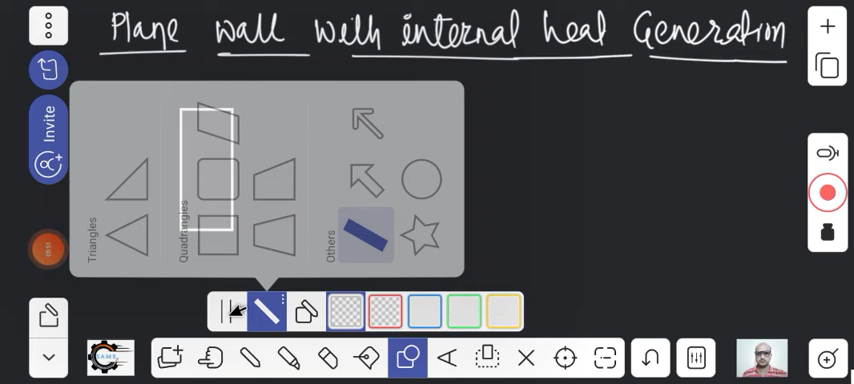 Plane wall with internal heat Generation
Invite
Triangles
Quadrangles
Others